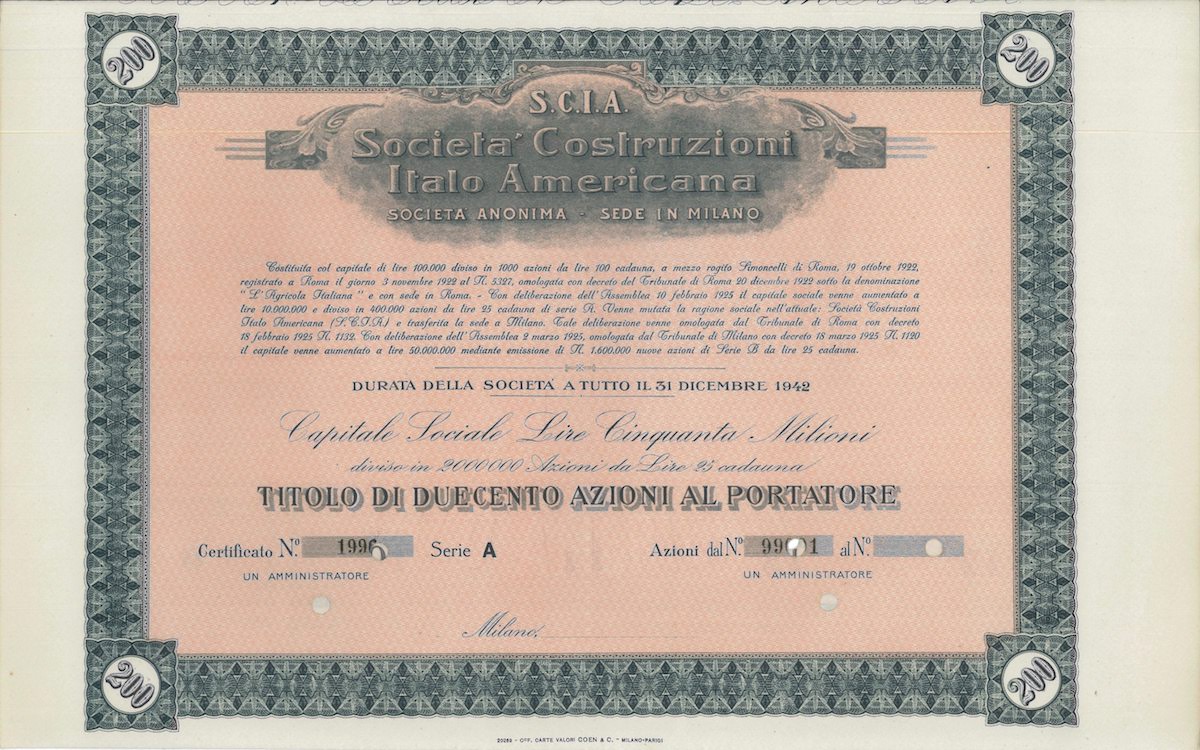 200 200
S.C.I.A.
Societa' Costruzioni
Italo Americana
SOCIETÀ ANONIMA - SEDE IN MILANO
Costituita col capitale di lire 100.000 diviso in 1000 azioni da lire 100 cadauna, a mezzo rogito Simoncelli di Roma, 19 ottobre 1922,
registrato a Roma il giorno 3 novembre 1922 al N. 5327, omologata con decreto del Tribunale di Roma 20 dicembre 1922 sotto la denominazione
"L'Agricola Italiana" e con sede in Roma. - Con deliberazione dell'Assemblea 10 febbraio 1925 il capitale sociale venne aumentato a
lire 10.000.000 e diviso in 400.000 azioni da lire 25 cadauna di serie A. Venne mutata la ragione sociale nell'attuale: Società Costruzioni
Italo Americana (S.C.I.A.) e trasferita la sede a Milano. Tale deliberazione venne omologata dal Tribunale di Roma con decreto
18 febbraio 1925 N. 1132. Con deliberazione dell'Assemblea 2 marzo 1925, omologata dal Tribunale di Milano con decreto 18 marzo 1925 N. 1120
il capitale venne aumentato a lire 50.000.000 mediante emissione di N. 1.600.000 nuove azioni di Serie B da lire 25 cadauna.
DURATA DELLA SOCIETÀ A TUTTO IL 31 DICEMBRE 1942
Capitale Sociale Lire Cinquanta Milioni
diviso in 2000000 Azioni da Lire 25 cadauna
TITOLO DI DUECENTO AZIONI AL PORTATORE
Certificato N.º 199 Serie A Azioni dal N.º al N.º
UN AMMINISTRATORE UN AMMINISTRATORE
Milano,
200 200
20269 - OFF. CARTE VALORI COEN & C. - MILANO-PARIGI